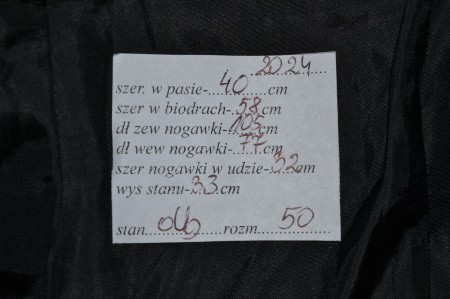 2024
szer. w pasie-40cm
szer w biodrach-58cm
dł zew nogawki-105cm
dł wew nogawki-77cm
szer nogawki w udzie-32cm
wys stanu-33cm
stan db rozm. 50